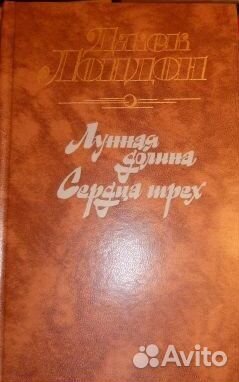 Джек
Лондон
Лунная
долина
Сердца трех
Avito